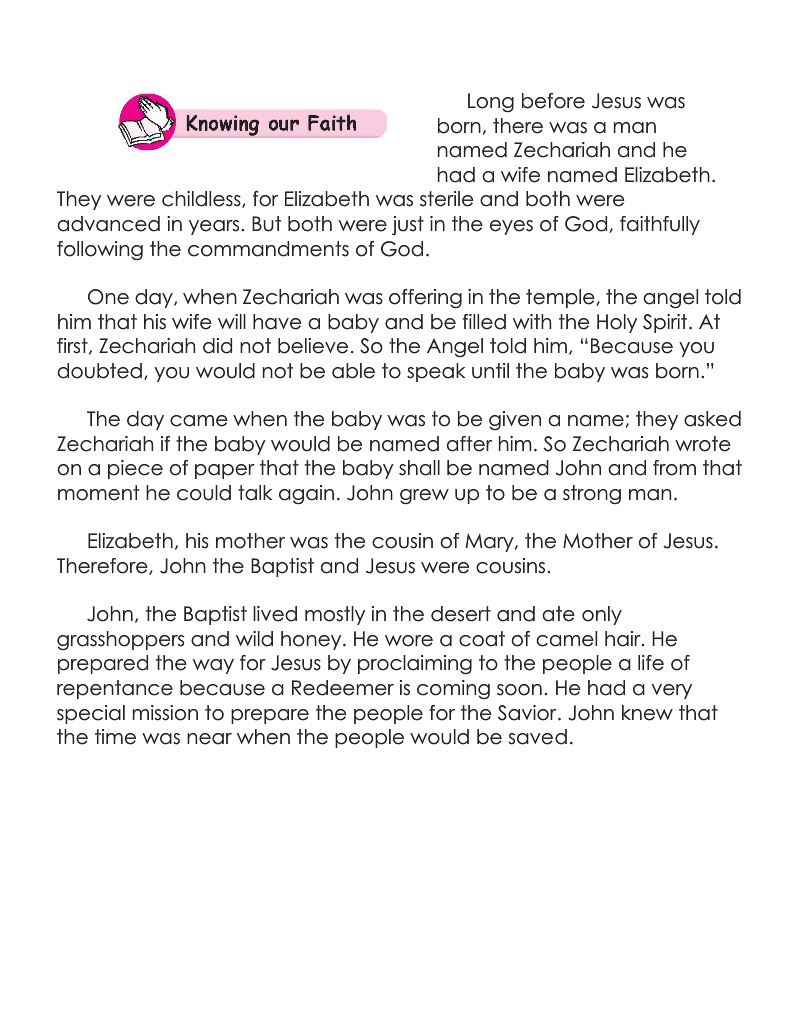 Knowing our Faith
Long before Jesus was
born, there was a man
named Zechariah and he
had a wife named Elizabeth.
They were childless, for Elizabeth was sterile and both were
advanced in years. But both were just in the eyes of God, faithfully
following the commandments of God.
One day, when Zechariah was offering in the temple, the angel told
him that his wife will have a baby and be filled with the Holy Spirit. At
first, Zechariah did not believe. So the Angel told him, “Because you
doubted, you would not be able to speak until the baby was born.”
The day came when the baby was to be given a name; they asked
Zechariah if the baby would be named after him. So Zechariah wrote
on a piece of paper that the baby shall be named John and from that
moment he could talk again. John grew up to be a strong man.
Elizabeth, his mother was the cousin of Mary, the Mother of Jesus.
Therefore, John the Baptist and Jesus were cousins.
John, the Baptist lived mostly in the desert and ate only
grasshoppers and wild honey. He wore a coat of camel hair. He
prepared the way for Jesus by proclaiming to the people a life of
repentance because a Redeemer is coming soon. He had a very
special mission to prepare the people for the Savior. John knew that
the time was near when the people would be saved.